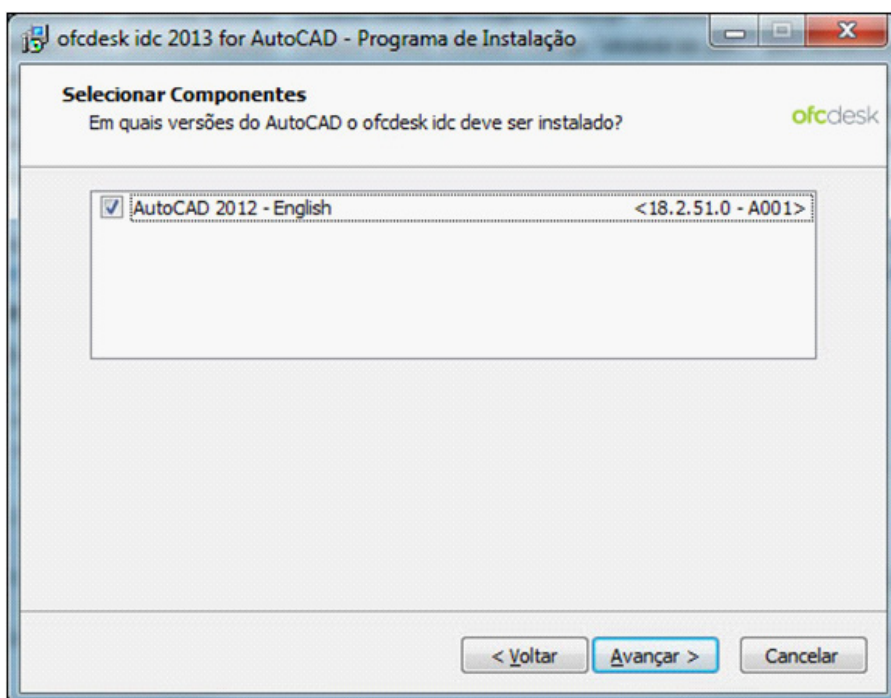 ofcdesk idc 2013 for AutoCAD - Programa de Instalação
Selecionar Componentes
Em quais versões do AutoCAD o ofcdesk idc deve ser instalado?
ofcdesk
AutoCAD 2012 - English <18.2.51.0 - A001>
< Voltar Avançar > Cancelar